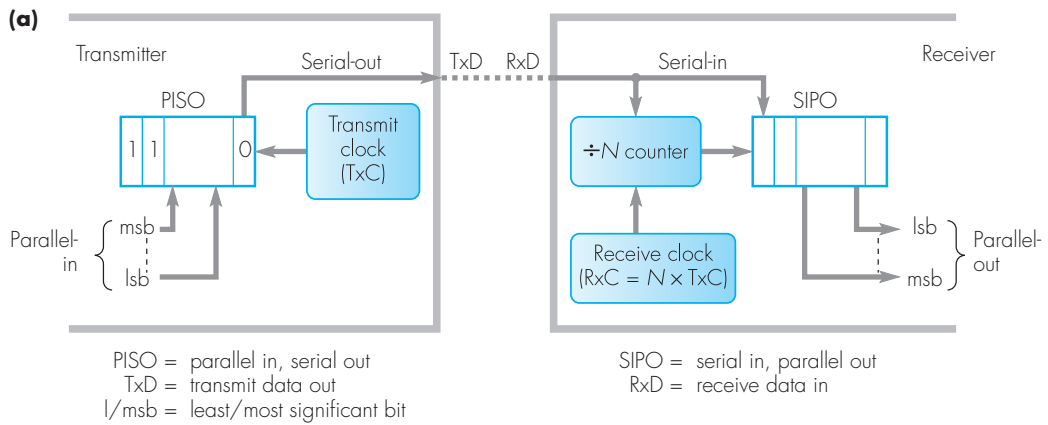 (a)
Transmitter
Serial-out
TxD
RxD
Serial-in
Receiver
PISO
SIPO
1 1 0
Transmit
clock
(TxC)
÷N counter
Parallel-
in
msb
lsb
Receive clock
(RxC = N × TxC)
lsb
msb
Parallel-
out
PISO = parallel in, serial out
TxD = transmit data out
l/msb = least/most significant bit
SIPO = serial in, parallel out
RxD = receive data in